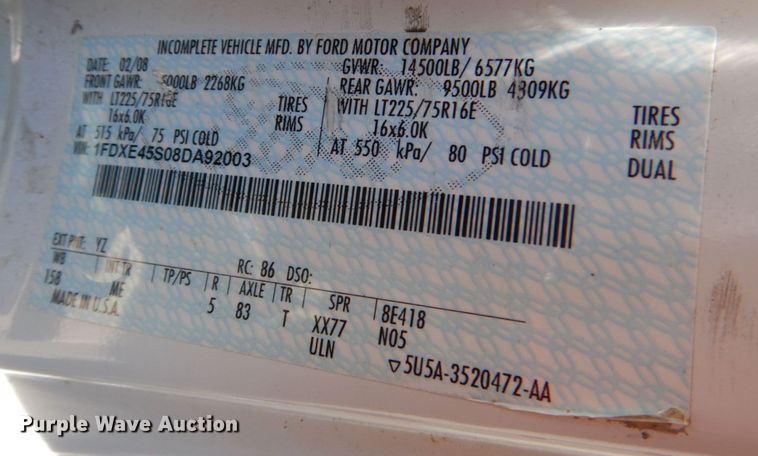 INCOMPLETE VEHICLE MFD. BY FORD MOTOR COMPANY
DATE: 02/08 GVWR: 14500LB/ 6577KG
FRONT GAWR: 5000LB 2268KG REAR GAWR: 9500LB 4309KG
WITH LT225/75R16E TIRES WITH LT225/75R16E TIRES
16x6.0K RIMS 16x6.0K RIMS
AT 515 kPa/ 75 PSI COLD AT 550 kPa/ 80 PSI COLD DUAL
VIN: 1FDXE45S08DA92003
EXT PNT: YZ RC: 86 DSO:
WB INT TR TP/PS R AXLE TR SPR 8E418
158 ME 5 83 T XX77 N05
MADE IN U.S.A. ULN
5U5A-3520472-AA
Purple Wave Auction